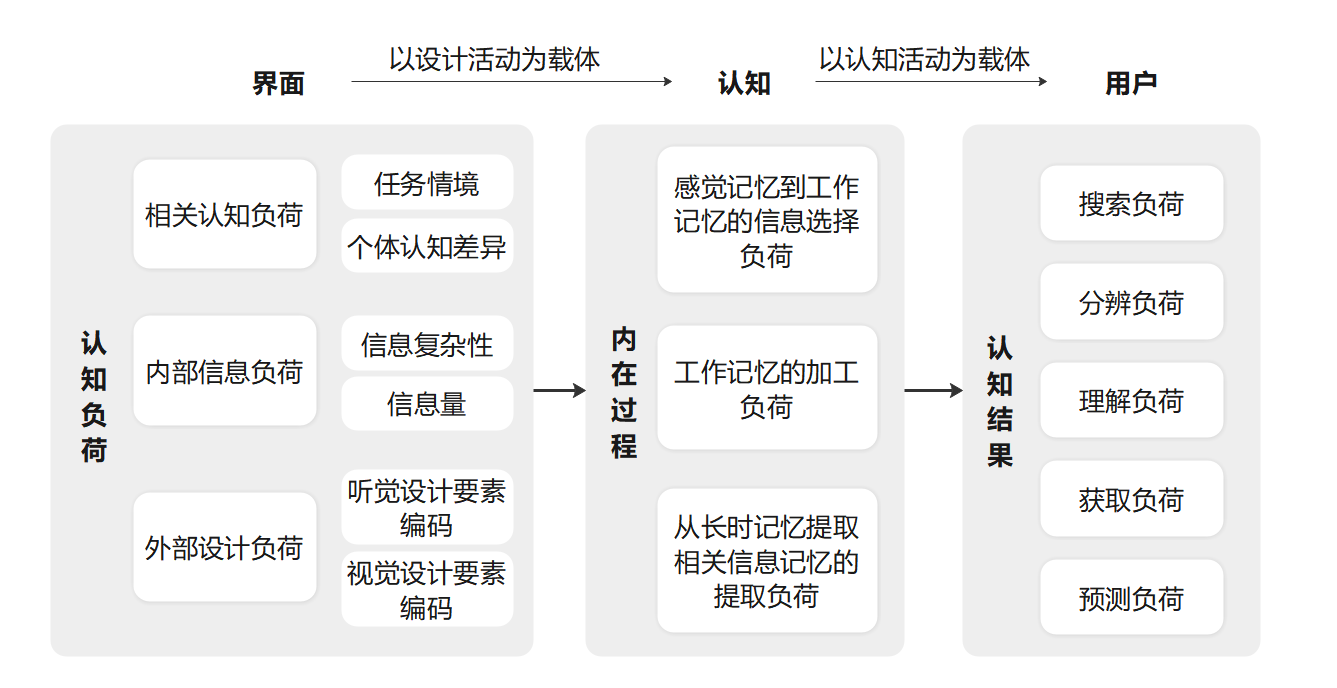 界面
以设计活动为载体
认知
以认知活动为载体
用户
认知负荷
相关认知负荷
任务情境
个体认知差异
内部信息负荷
信息复杂性
信息量
外部设计负荷
听觉设计要素
编码
视觉设计要素
编码
内在过程
感觉记忆到工作
记忆的信息选择
负荷
工作记忆的加工
负荷
从长时记忆提取
相关信息记忆的
提取负荷
认知结果
搜索负荷
分辨负荷
理解负荷
获取负荷
预测负荷